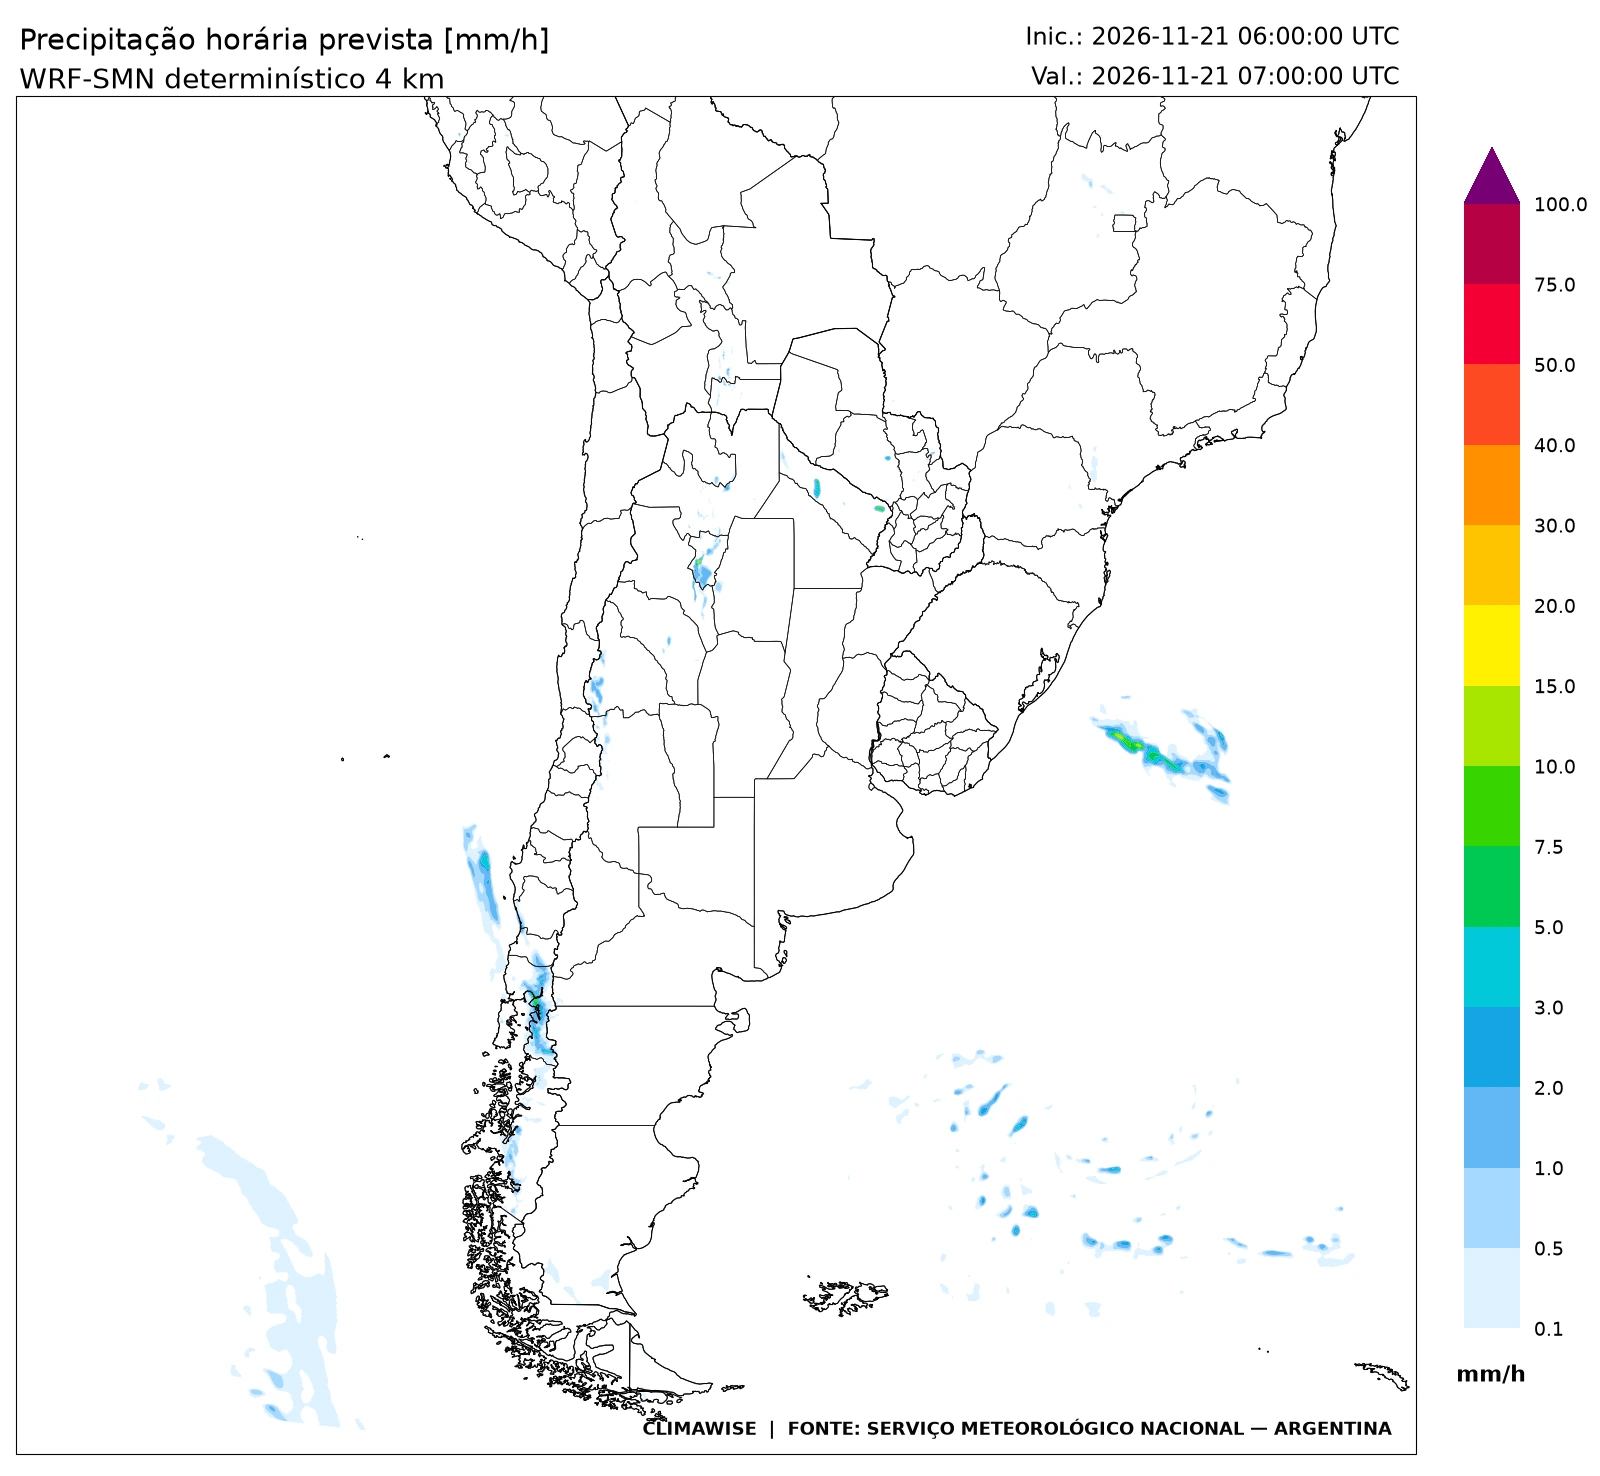 Precipitação horária prevista [mm/h]
WRF-SMN determinístico 4 km
Inic.: 2026-11-21 06:00:00 UTC
Val.: 2026-11-21 07:00:00 UTC
100.0
75.0
50.0
40.0
30.0
20.0
15.0
10.0
7.5
5.0
3.0
2.0
1.0
0.5
0.1
mm/h
CLIMAWISE | FONTE: SERVIÇO METEOROLÓGICO NACIONAL — ARGENTINA